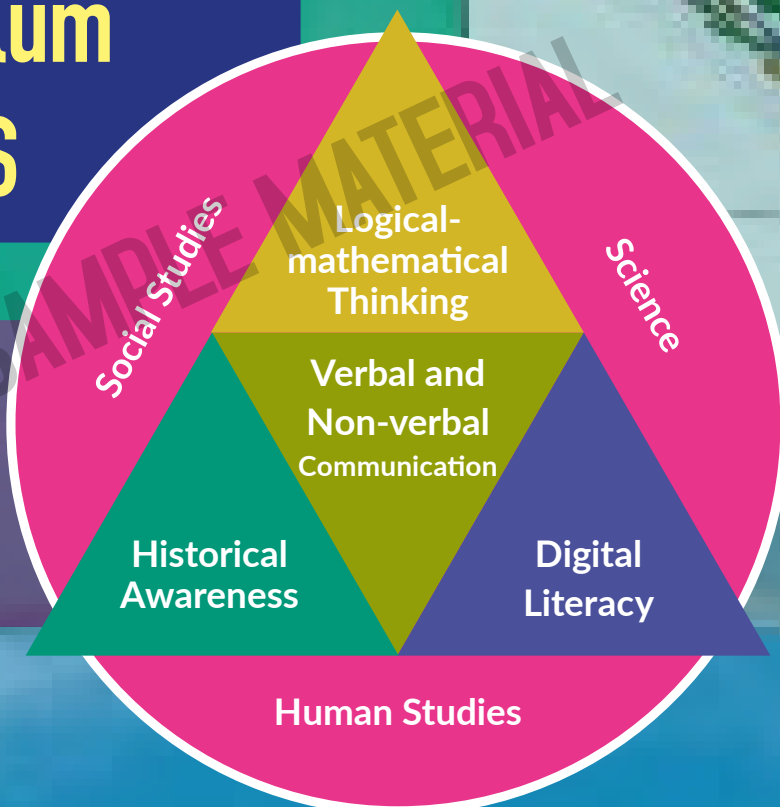 lum
S
SAMPLE MATERIAL
Social Studies
Science
Logical-
mathematical
Thinking
Verbal and
Non-verbal
Communication
Historical
Awareness
Digital
Literacy
Human Studies